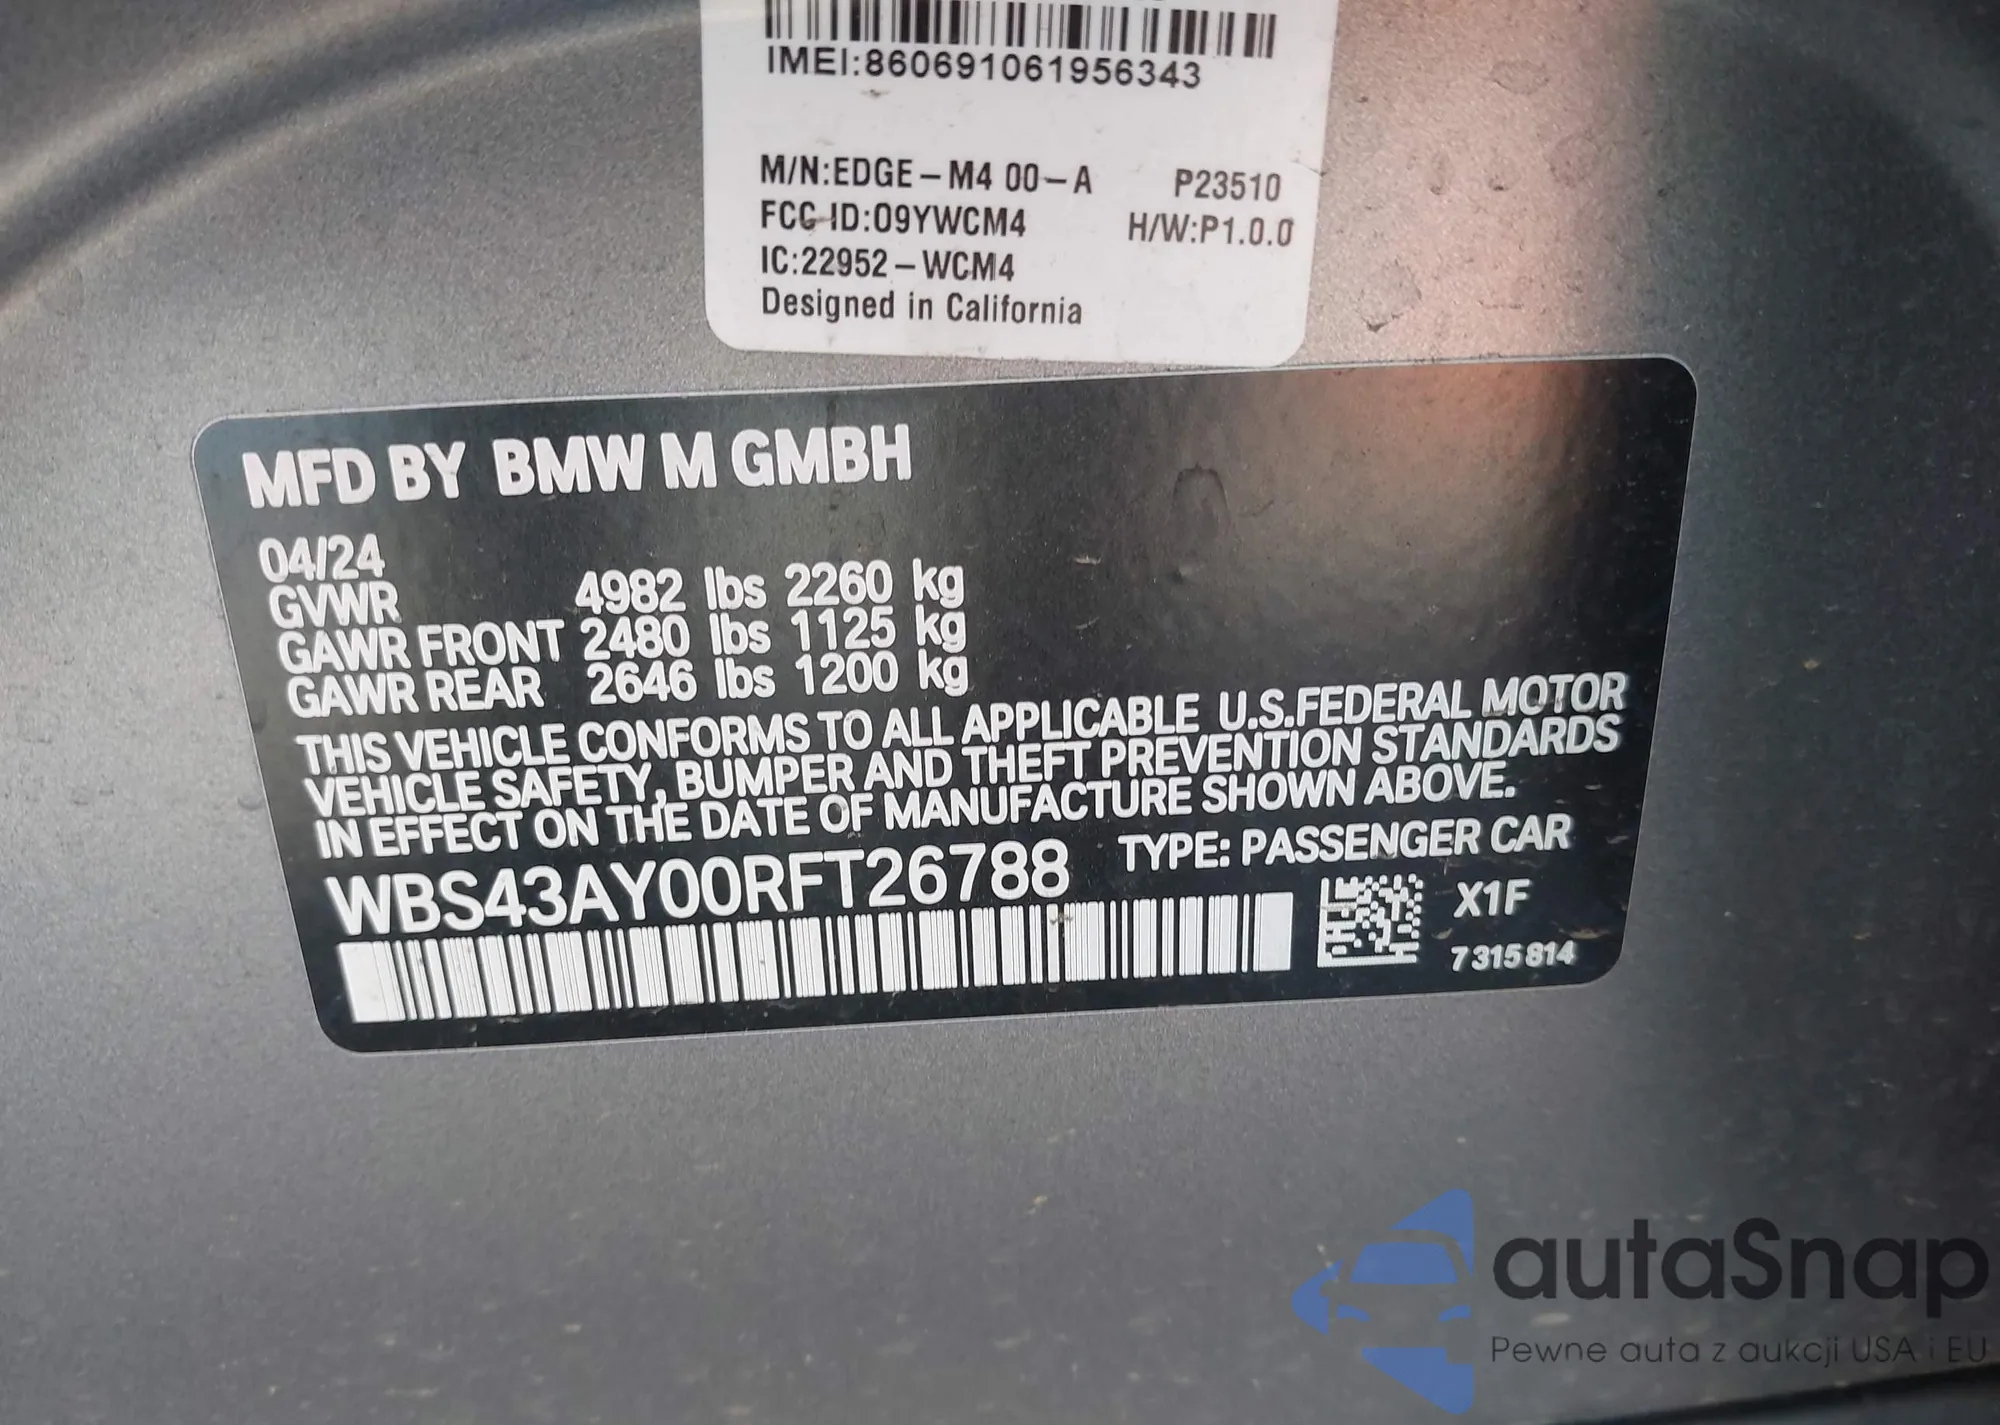 IMEI:860691061956343
M/N:EDGE-M4 00-A P23510
FCC ID:09YWCM4 H/W:P1.0.0
IC:22952-WCM4
Designed in California
MFD BY BMW M GMBH
04/24
GVWR 4982 lbs 2260 kg
GAWR FRONT 2480 lbs 1125 kg
GAWR REAR 2646 lbs 1200 kg
THIS VEHICLE CONFORMS TO ALL APPLICABLE U.S.FEDERAL MOTOR
VEHICLE SAFETY, BUMPER AND THEFT PREVENTION STANDARDS
IN EFFECT ON THE DATE OF MANUFACTURE SHOWN ABOVE.
WBS43AY00RFT26788 TYPE: PASSENGER CAR
X1F
7315814
autaSnap
Pewne auta z aukcji USA i EU